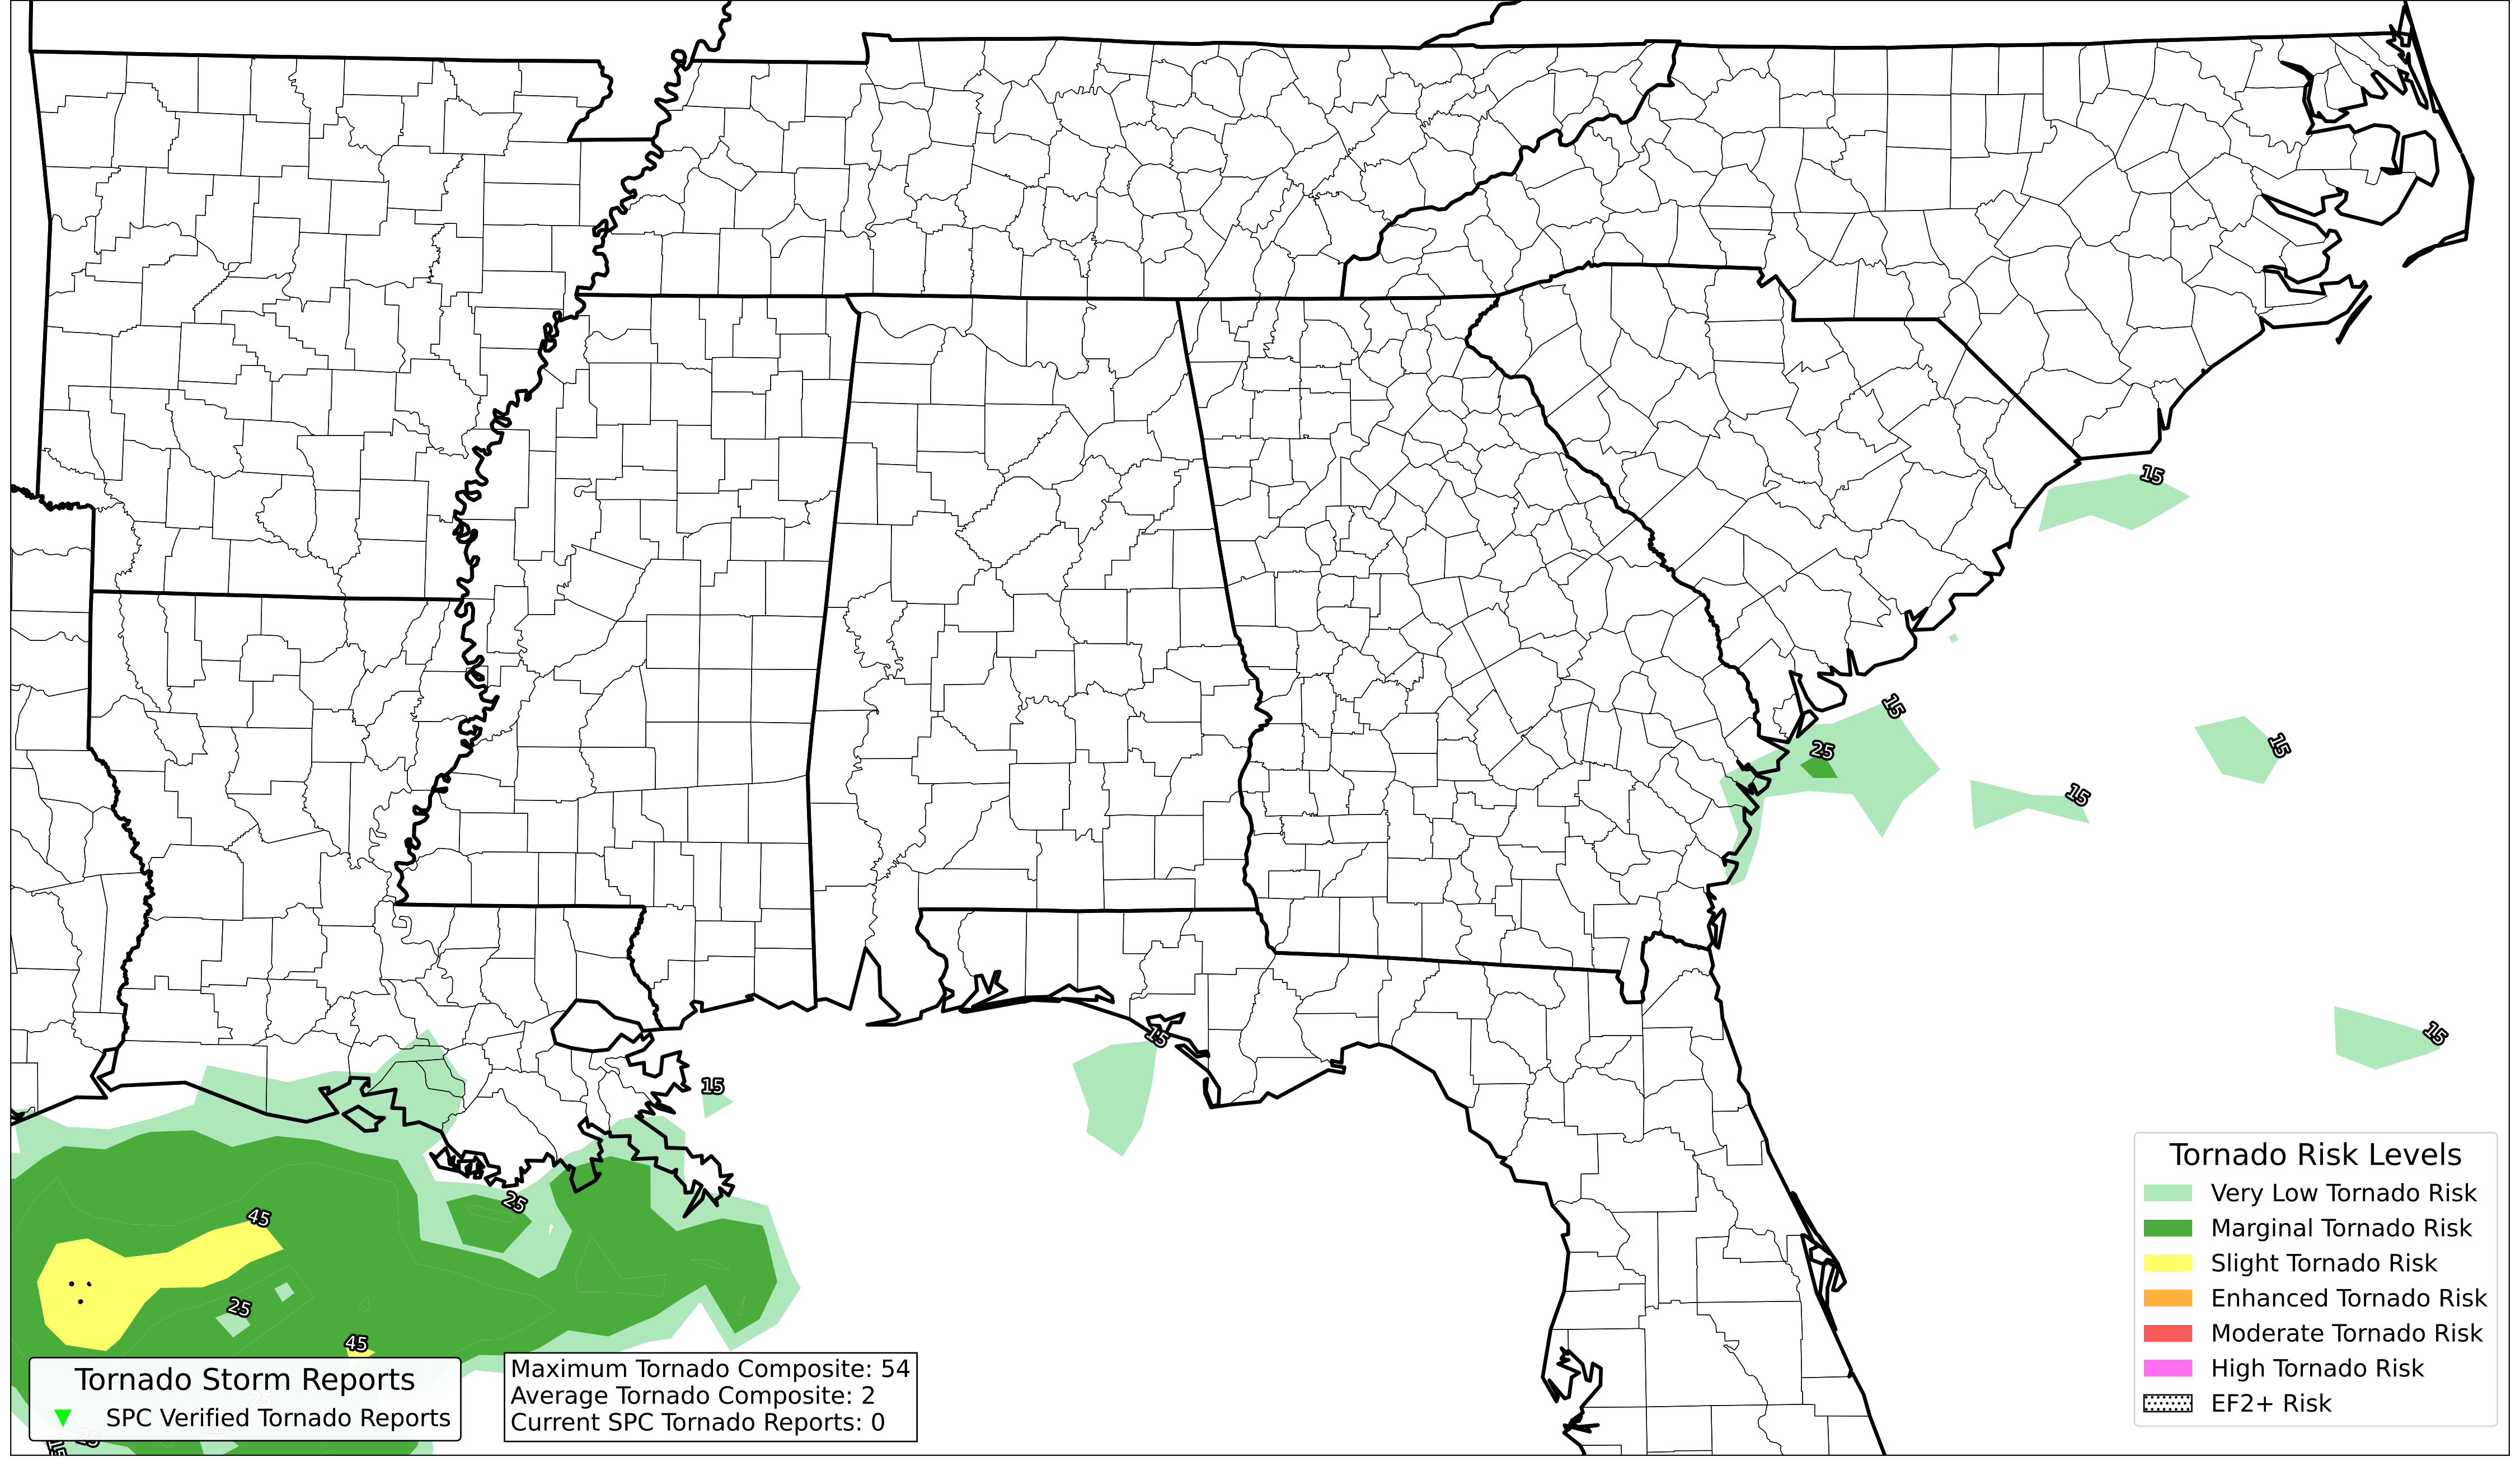 15
15
25
15
15
15
15
15
25
45
25
45
25
15
Tornado Risk Levels
Very Low Tornado Risk
Marginal Tornado Risk
Slight Tornado Risk
Enhanced Tornado Risk
Moderate Tornado Risk
High Tornado Risk
EF2+ Risk
Tornado Storm Reports
SPC Verified Tornado Reports
Maximum Tornado Composite: 54
Average Tornado Composite: 2
Current SPC Tornado Reports: 0